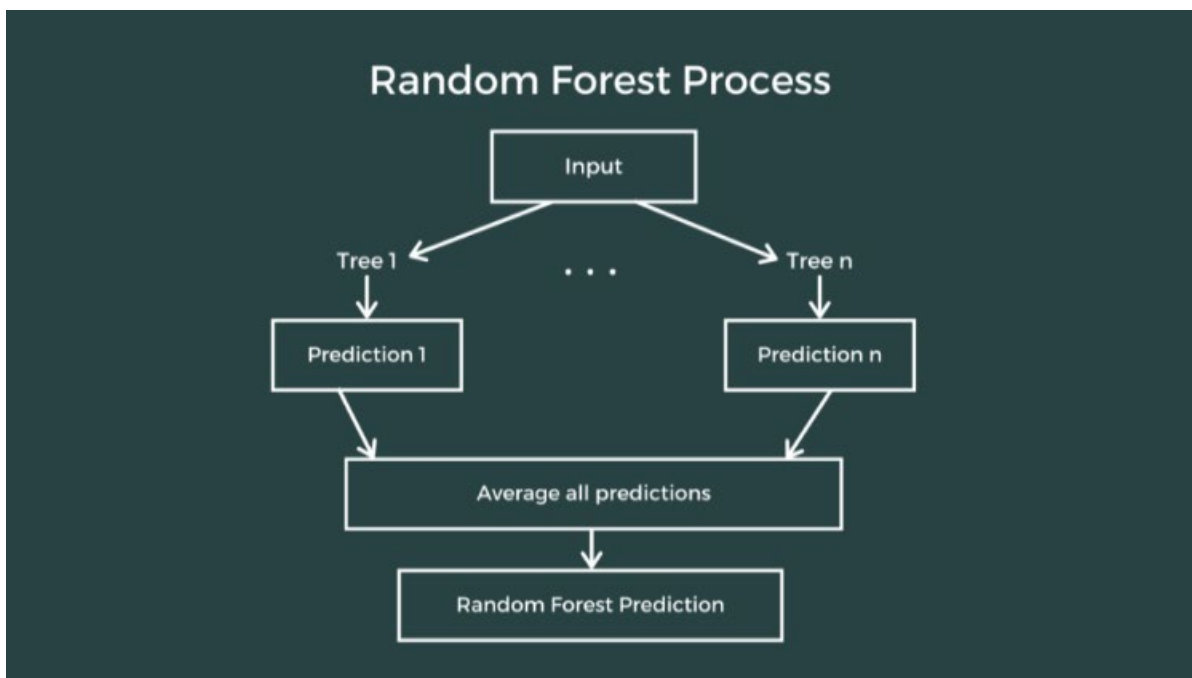 Random Forest Process
Input
Tree 1
. . .
Tree n
Prediction 1
Prediction n
Average all predictions
Random Forest Prediction